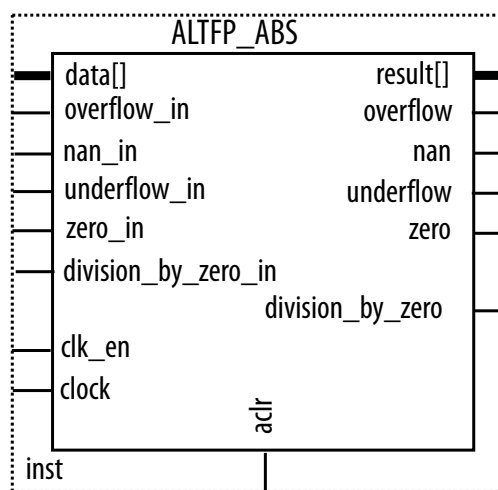 ALTFP_ABS
data[] result[]
overflow_in overflow
nan_in nan
underflow_in underflow
zero_in zero
division_by_zero_in
division_by_zero
clk_en
clock
aclr
inst